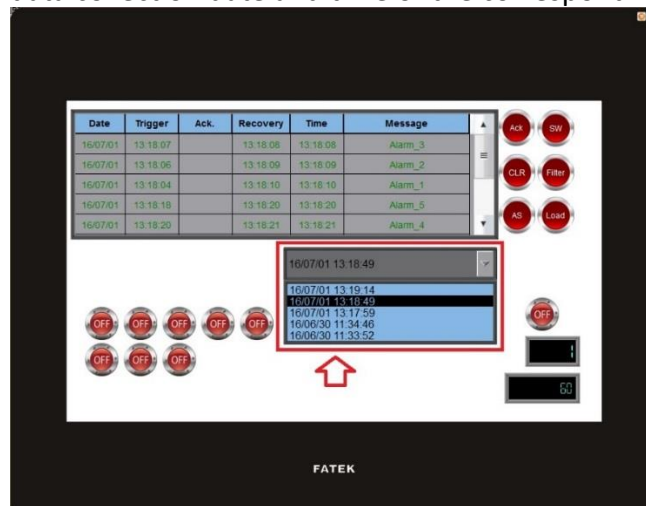 Date Trigger Ack. Recovery Time Message
16/07/01 13:18:07 13:18:08 13:18:08 Alarm_3
16/07/01 13:18:06 13:18:09 13:18:09 Alarm_2
16/07/01 13:18:04 13:18:10 13:18:10 Alarm_1
16/07/01 13:18:18 13:18:20 13:18:20 Alarm_5
16/07/01 13:18:20 13:18:21 13:18:21 Alarm_4
Ack SW
CLR Filter
AS Load
16/07/01 13:18:49
16/07/01 13:19:14
16/07/01 13:18:49
16/07/01 13:17:59
16/06/30 11:34:46
16/06/30 11:33:52
OFF OFF OFF OFF OFF
OFF OFF OFF
OFF
1
60
FATEK